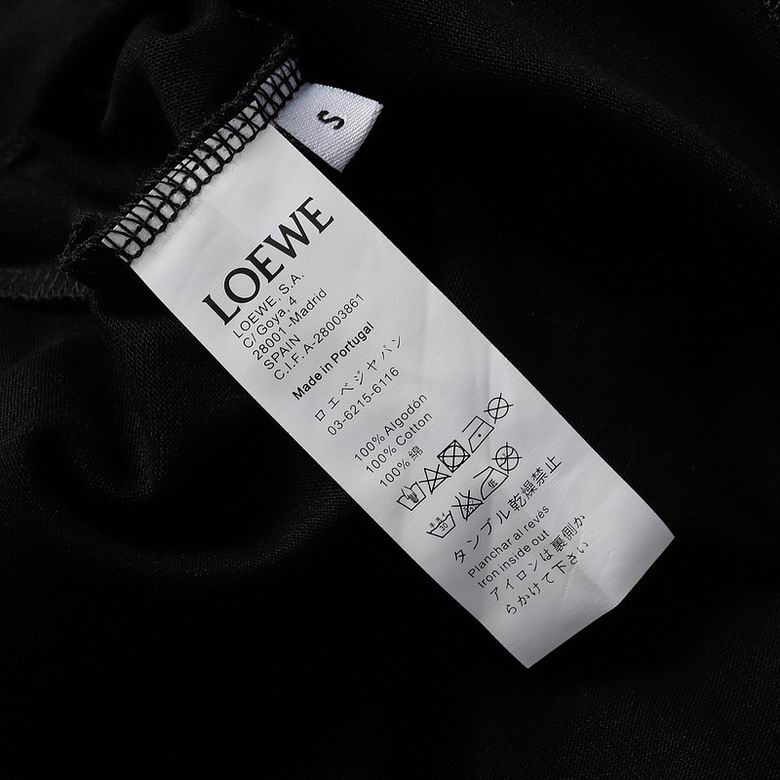 S
LOEWE
LOEWE, S.A.
C/Goya, 4
28001-Madrid
SPAIN
C.I.F.A-28003861
Made in Portugal
ロエベジャパン
03-6215-6116
100% Algodón
100% Cotton
100% 綿
30
タンブル乾燥禁止
Planchar al revés
Iron inside out
アイロンは裏側か
らかけて下さい